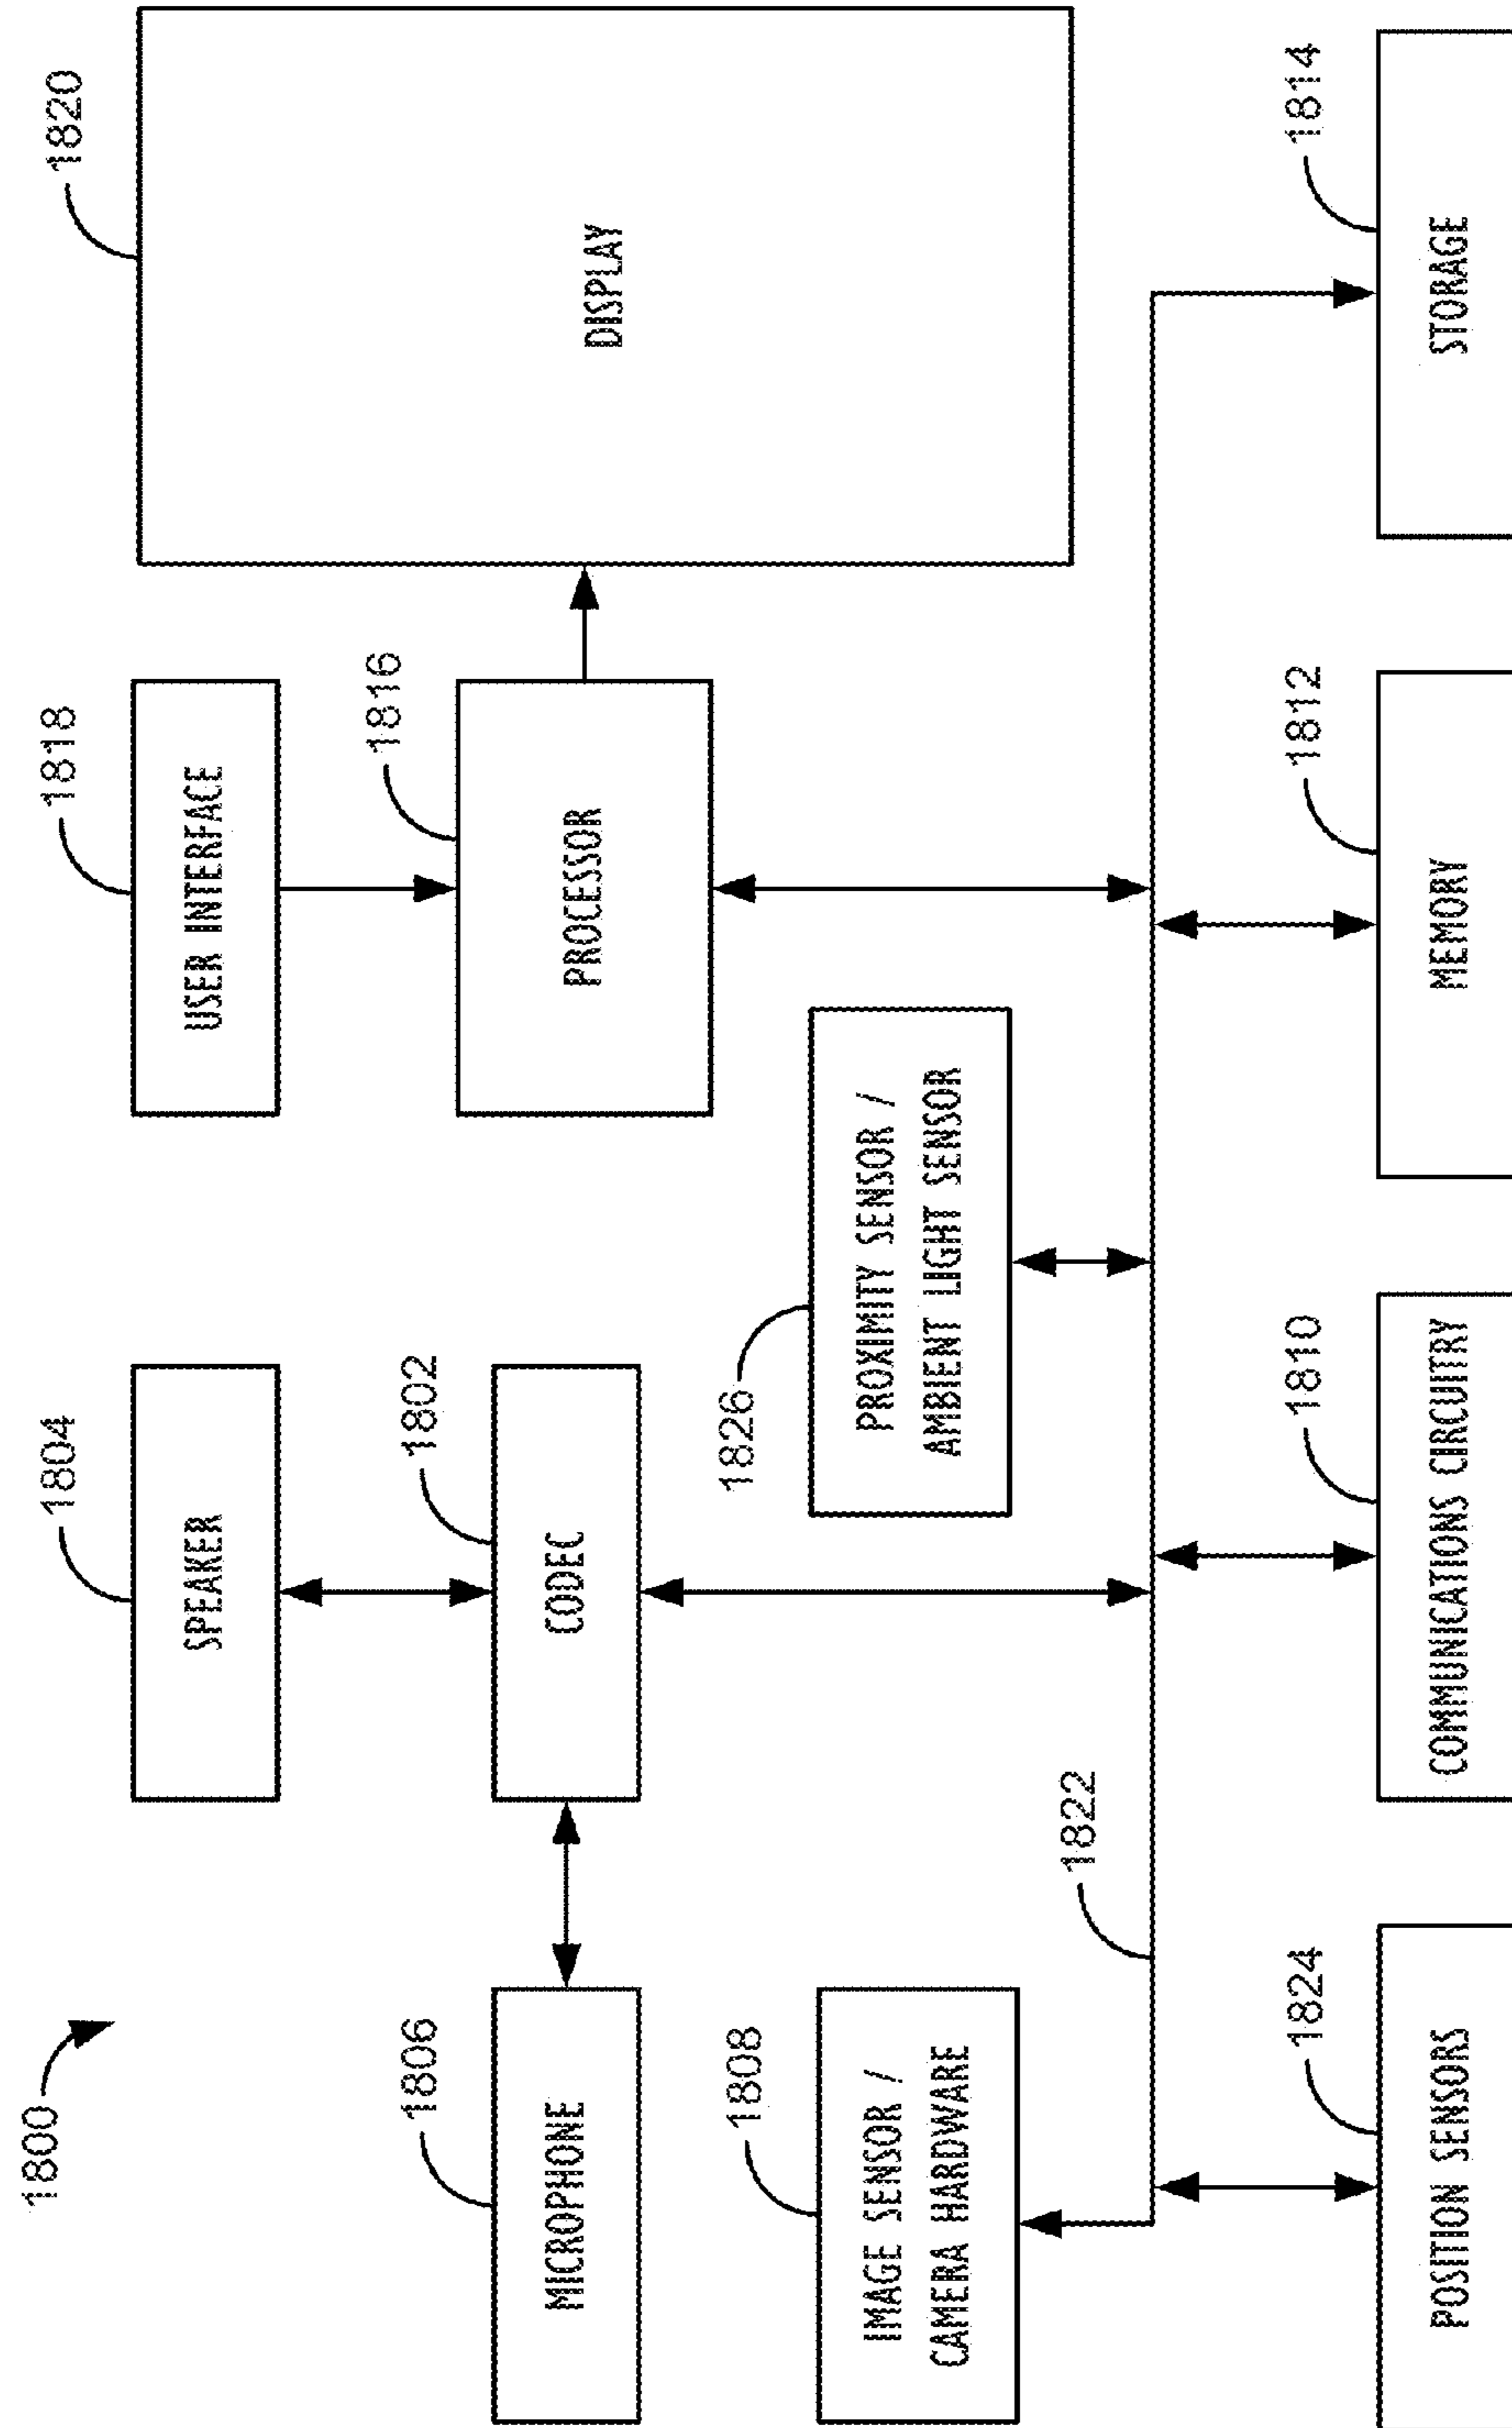 1800
1804
SPEAKER
1818
USER INTERFACE
1820
DISPLAY
1806
MICROPHONE
1802
CODEC
1816
PROCESSOR
1808
IMAGE SENSOR /
CAMERA HARDWARE
1826
PROXIMITY SENSOR /
AMBIENT LIGHT SENSOR
1822
1824
POSITION SENSORS
1810
COMMUNICATIONS CIRCUITRY
1812
MEMORY
1814
STORAGE